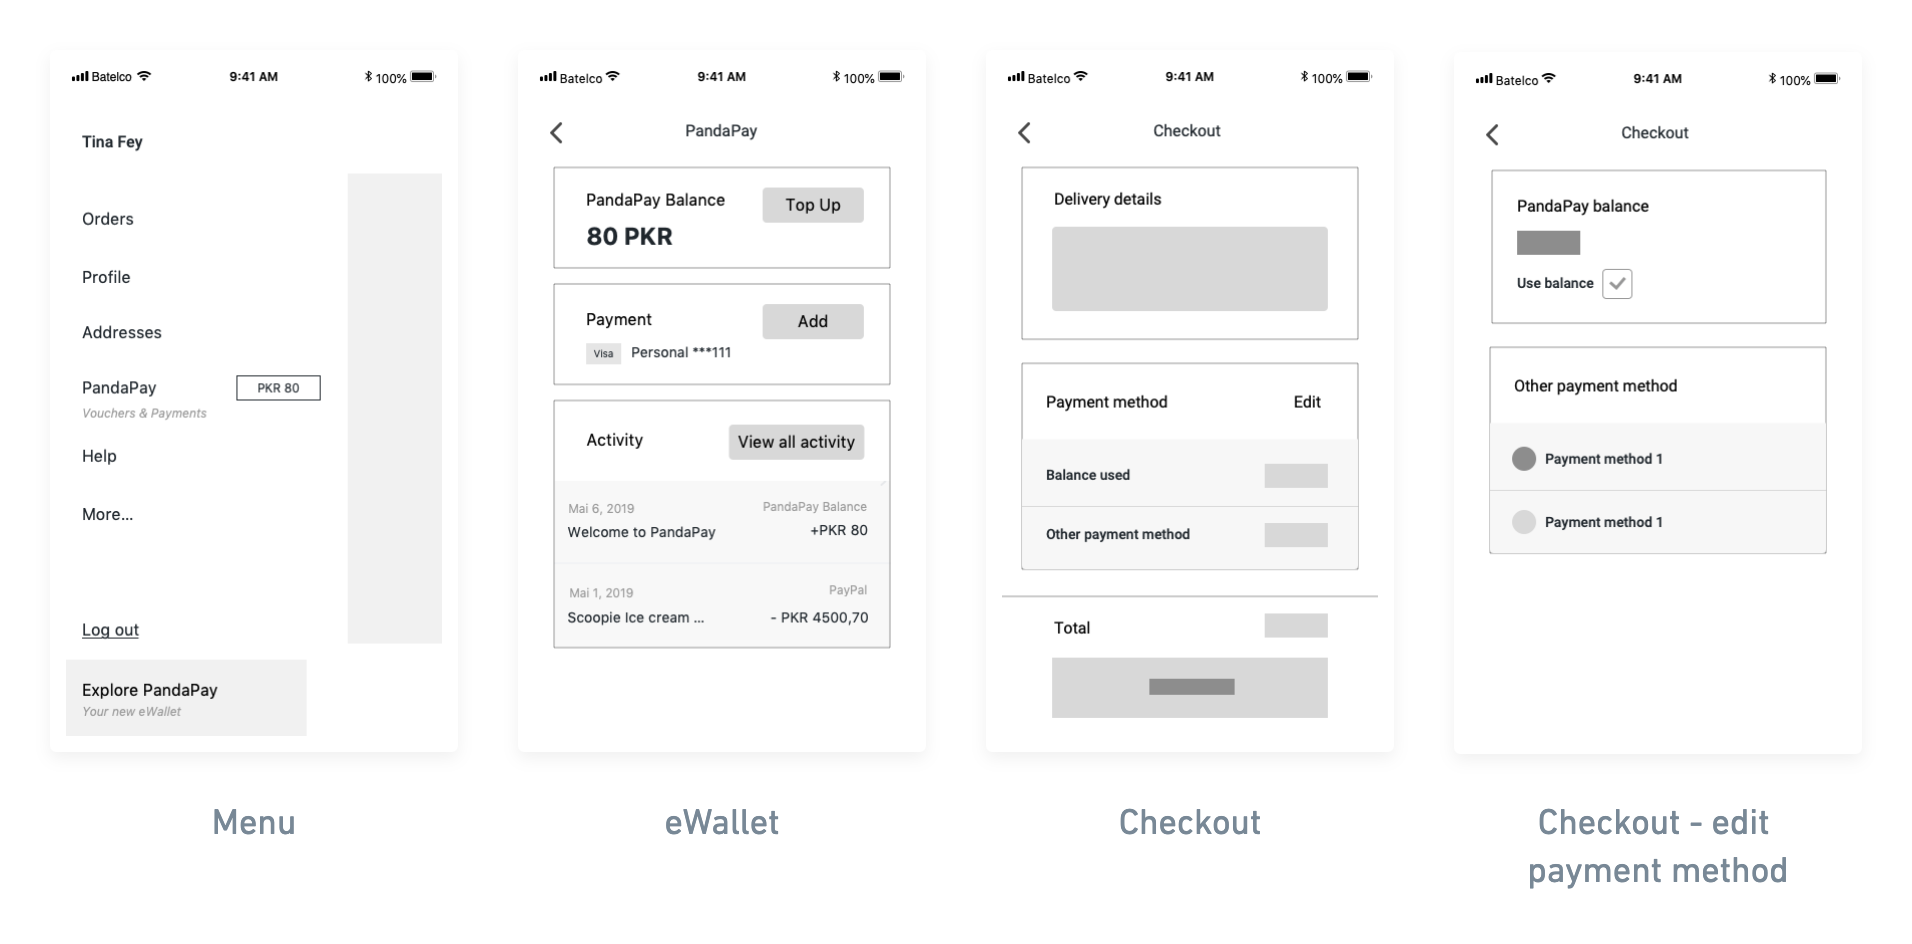 Batelco 9:41 AM 100%
Tina Fey
Orders
Profile
Addresses
PandaPay PKR 80
Vouchers & Payments
Help
More...
Log out
Explore PandaPay
Your new eWallet
Menu
Batelco 9:41 AM 100%
PandaPay
PandaPay Balance Top Up
80 PKR
Payment Add
Visa Personal ***111
Activity View all activity
Mai 6, 2019 PandaPay Balance
Welcome to PandaPay +PKR 80
Mai 1, 2019 PayPal
Scoopie Ice cream ... - PKR 4500,70
eWallet
Batelco 9:41 AM 100%
Checkout
Delivery details
Payment method Edit
Balance used
Other payment method
Total
Checkout
Batelco 9:41 AM 100%
Checkout
PandaPay balance
Use balance
Other payment method
Payment method 1
Payment method 1
Checkout - edit
payment method